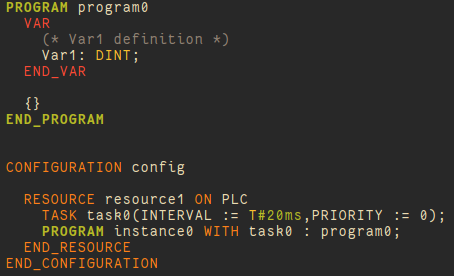 PROGRAM program0
  VAR
    (* Var1 definition *)
    Var1: DINT;
  END_VAR

  {}
END_PROGRAM


CONFIGURATION config

  RESOURCE resource1 ON PLC
    TASK task0(INTERVAL := T#20ms,PRIORITY := 0);
    PROGRAM instance0 WITH task0 : program0;
  END_RESOURCE
END_CONFIGURATION